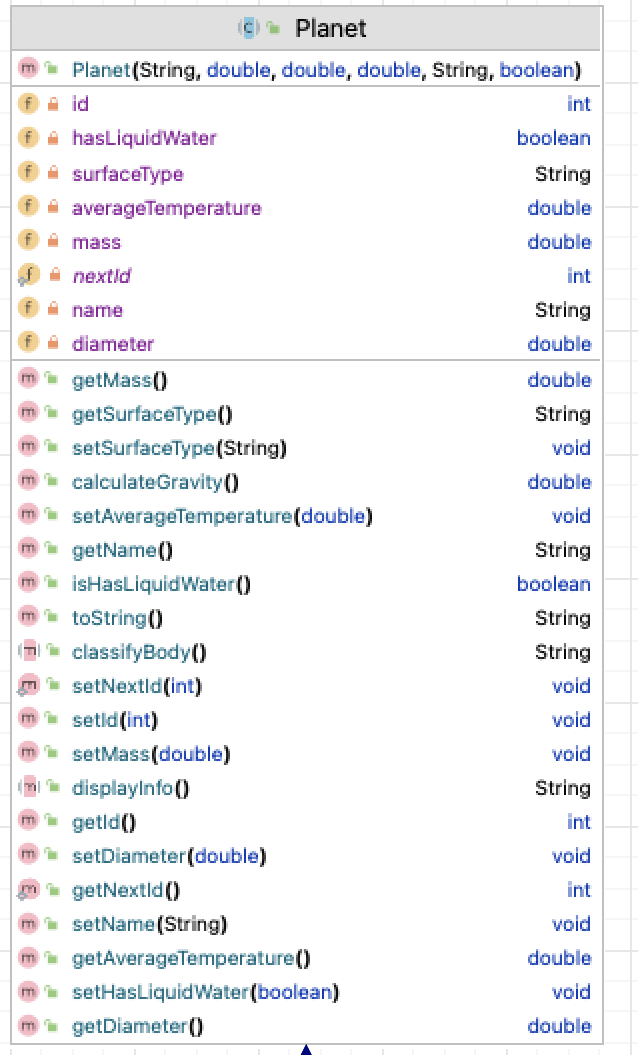 Planet
Planet(String, double, double, double, String, boolean)
id int
hasLiquidWater boolean
surfaceType String
averageTemperature double
mass double
nextId int
name String
diameter double
getMass() double
getSurfaceType() String
setSurfaceType(String) void
calculateGravity() double
setAverageTemperature(double) void
getName() String
isHasLiquidWater() boolean
toString() String
classifyBody() String
setNextId(int) void
setId(int) void
setMass(double) void
displayInfo() String
getId() int
setDiameter(double) void
getNextId() int
setName(String) void
getAverageTemperature() double
setHasLiquidWater(boolean) void
getDiameter() double